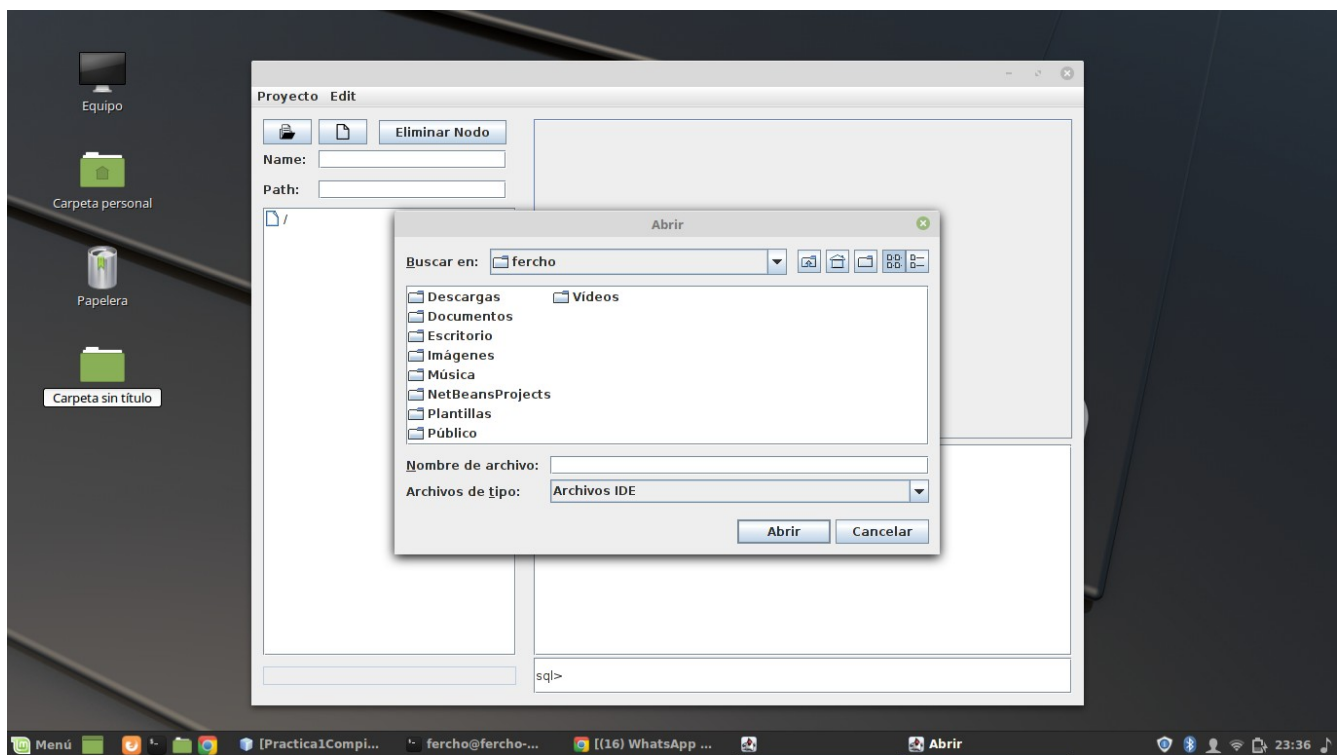 Equipo
Carpeta personal
Papelera
Carpeta sin título
Proyecto Edit
Eliminar Nodo
Name:
Path:
/
Abrir
Buscar en: fercho
Descargas Vídeos
Documentos
Escritorio
Imágenes
Música
NetBeansProjects
Plantillas
Público
Nombre de archivo:
Archivos de tipo: Archivos IDE
Abrir Cancelar
sql>
Menú [Practica1Compi... fercho@fercho-... [(16) WhatsApp ... Abrir 23:36